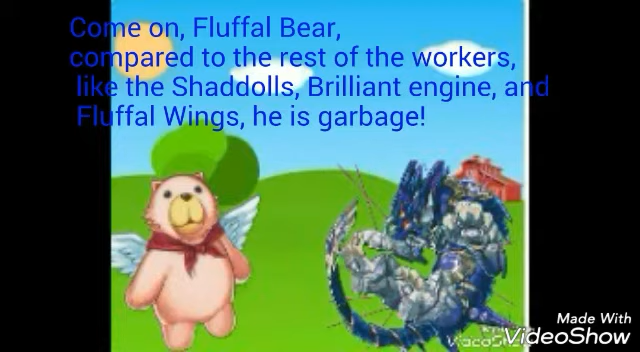 Come on, Fluffal Bear,
compared to the rest of the workers,
like the Shaddolls, Brilliant engine, and
Fluffal Wings, he is garbage!
Made With
VideoShow